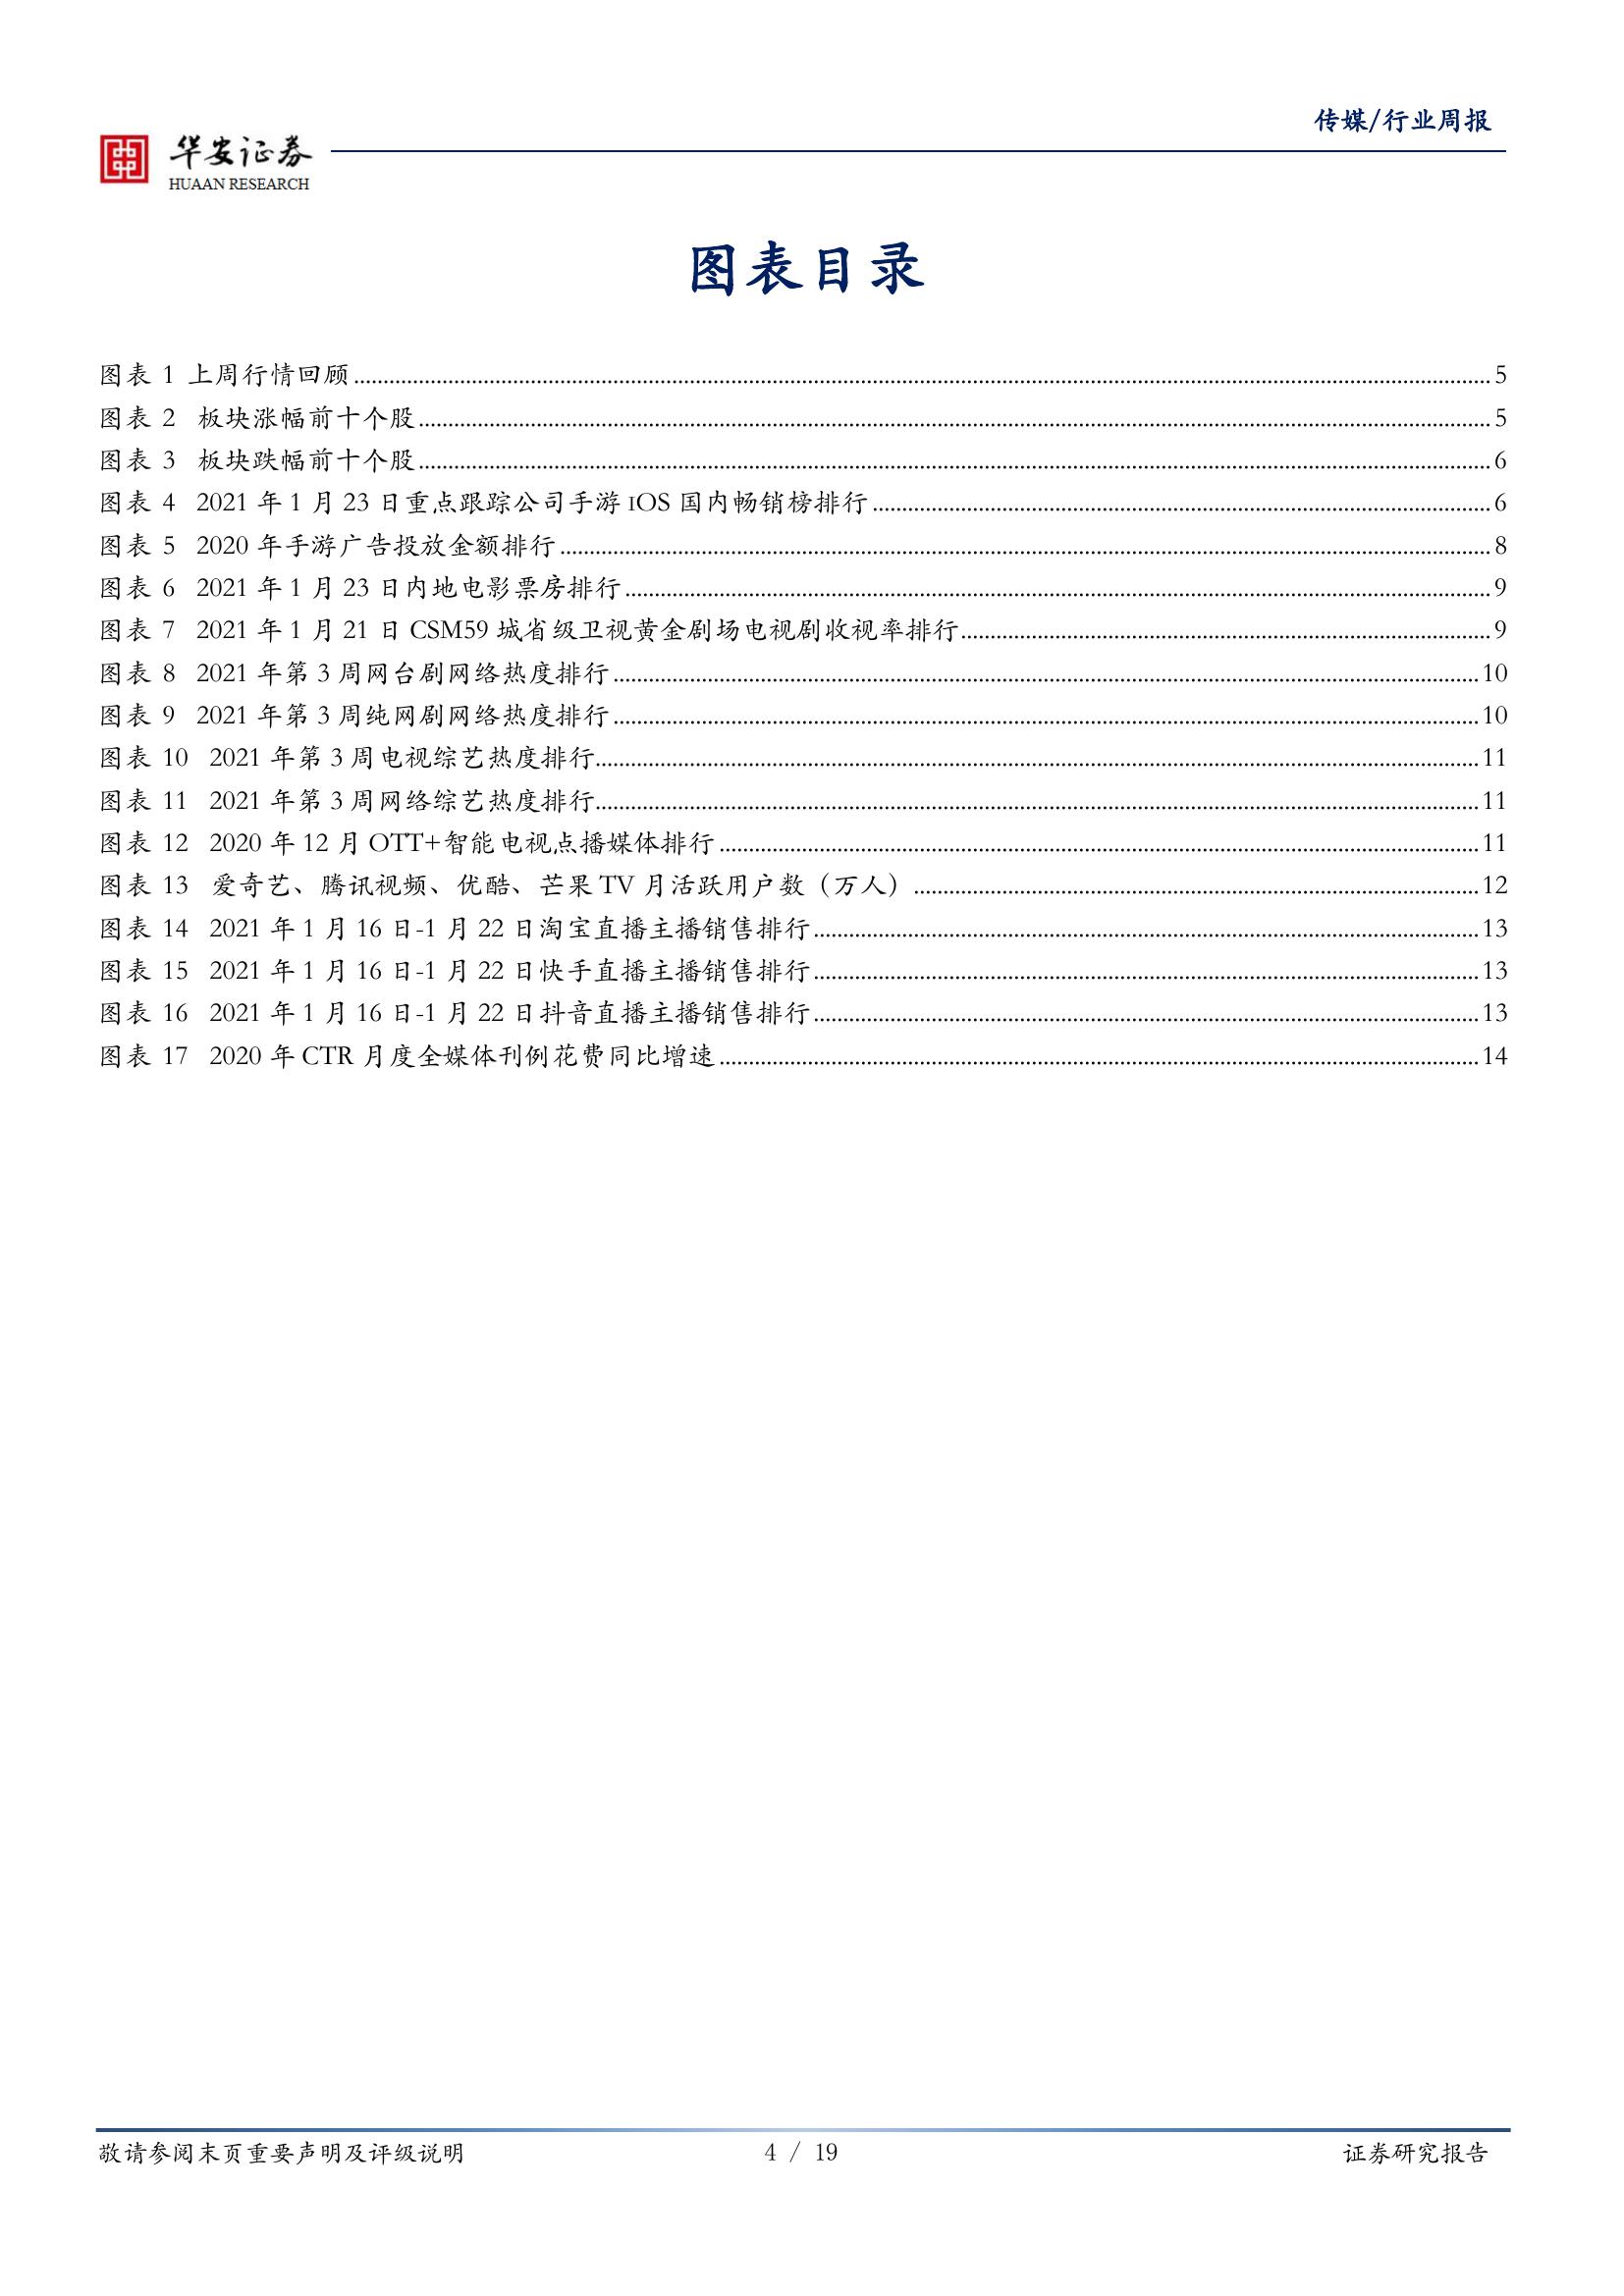 传媒/行业周报
华安证券
HUAAN RESEARCH
图表目录
图表 1 上周行情回顾 5
图表 2 板块涨幅前十个股 5
图表 3 板块跌幅前十个股 6
图表 4 2021 年 1 月 23 日重点跟踪公司手游 IOS 国内畅销榜排行 6
图表 5 2020 年手游广告投放金额排行 8
图表 6 2021 年 1 月 23 日内地电影票房排行 9
图表 7 2021 年 1 月 21 日 CSM59 城省级卫视黄金剧场电视剧收视率排行 9
图表 8 2021 年第 3 周网台剧网络热度排行 10
图表 9 2021 年第 3 周纯网剧网络热度排行 10
图表 10 2021 年第 3 周电视综艺热度排行 11
图表 11 2021 年第 3 周网络综艺热度排行 11
图表 12 2020 年 12 月 OTT+智能电视点播媒体排行 11
图表 13 爱奇艺、腾讯视频、优酷、芒果 TV 月活跃用户数（万人） 12
图表 14 2021 年 1 月 16 日-1 月 22 日淘宝直播主播销售排行 13
图表 15 2021 年 1 月 16 日-1 月 22 日快手直播主播销售排行 13
图表 16 2021 年 1 月 16 日-1 月 22 日抖音直播主播销售排行 13
图表 17 2020 年 CTR 月度全媒体刊例花费同比增速 14
敬请参阅末页重要声明及评级说明 4 / 19 证券研究报告